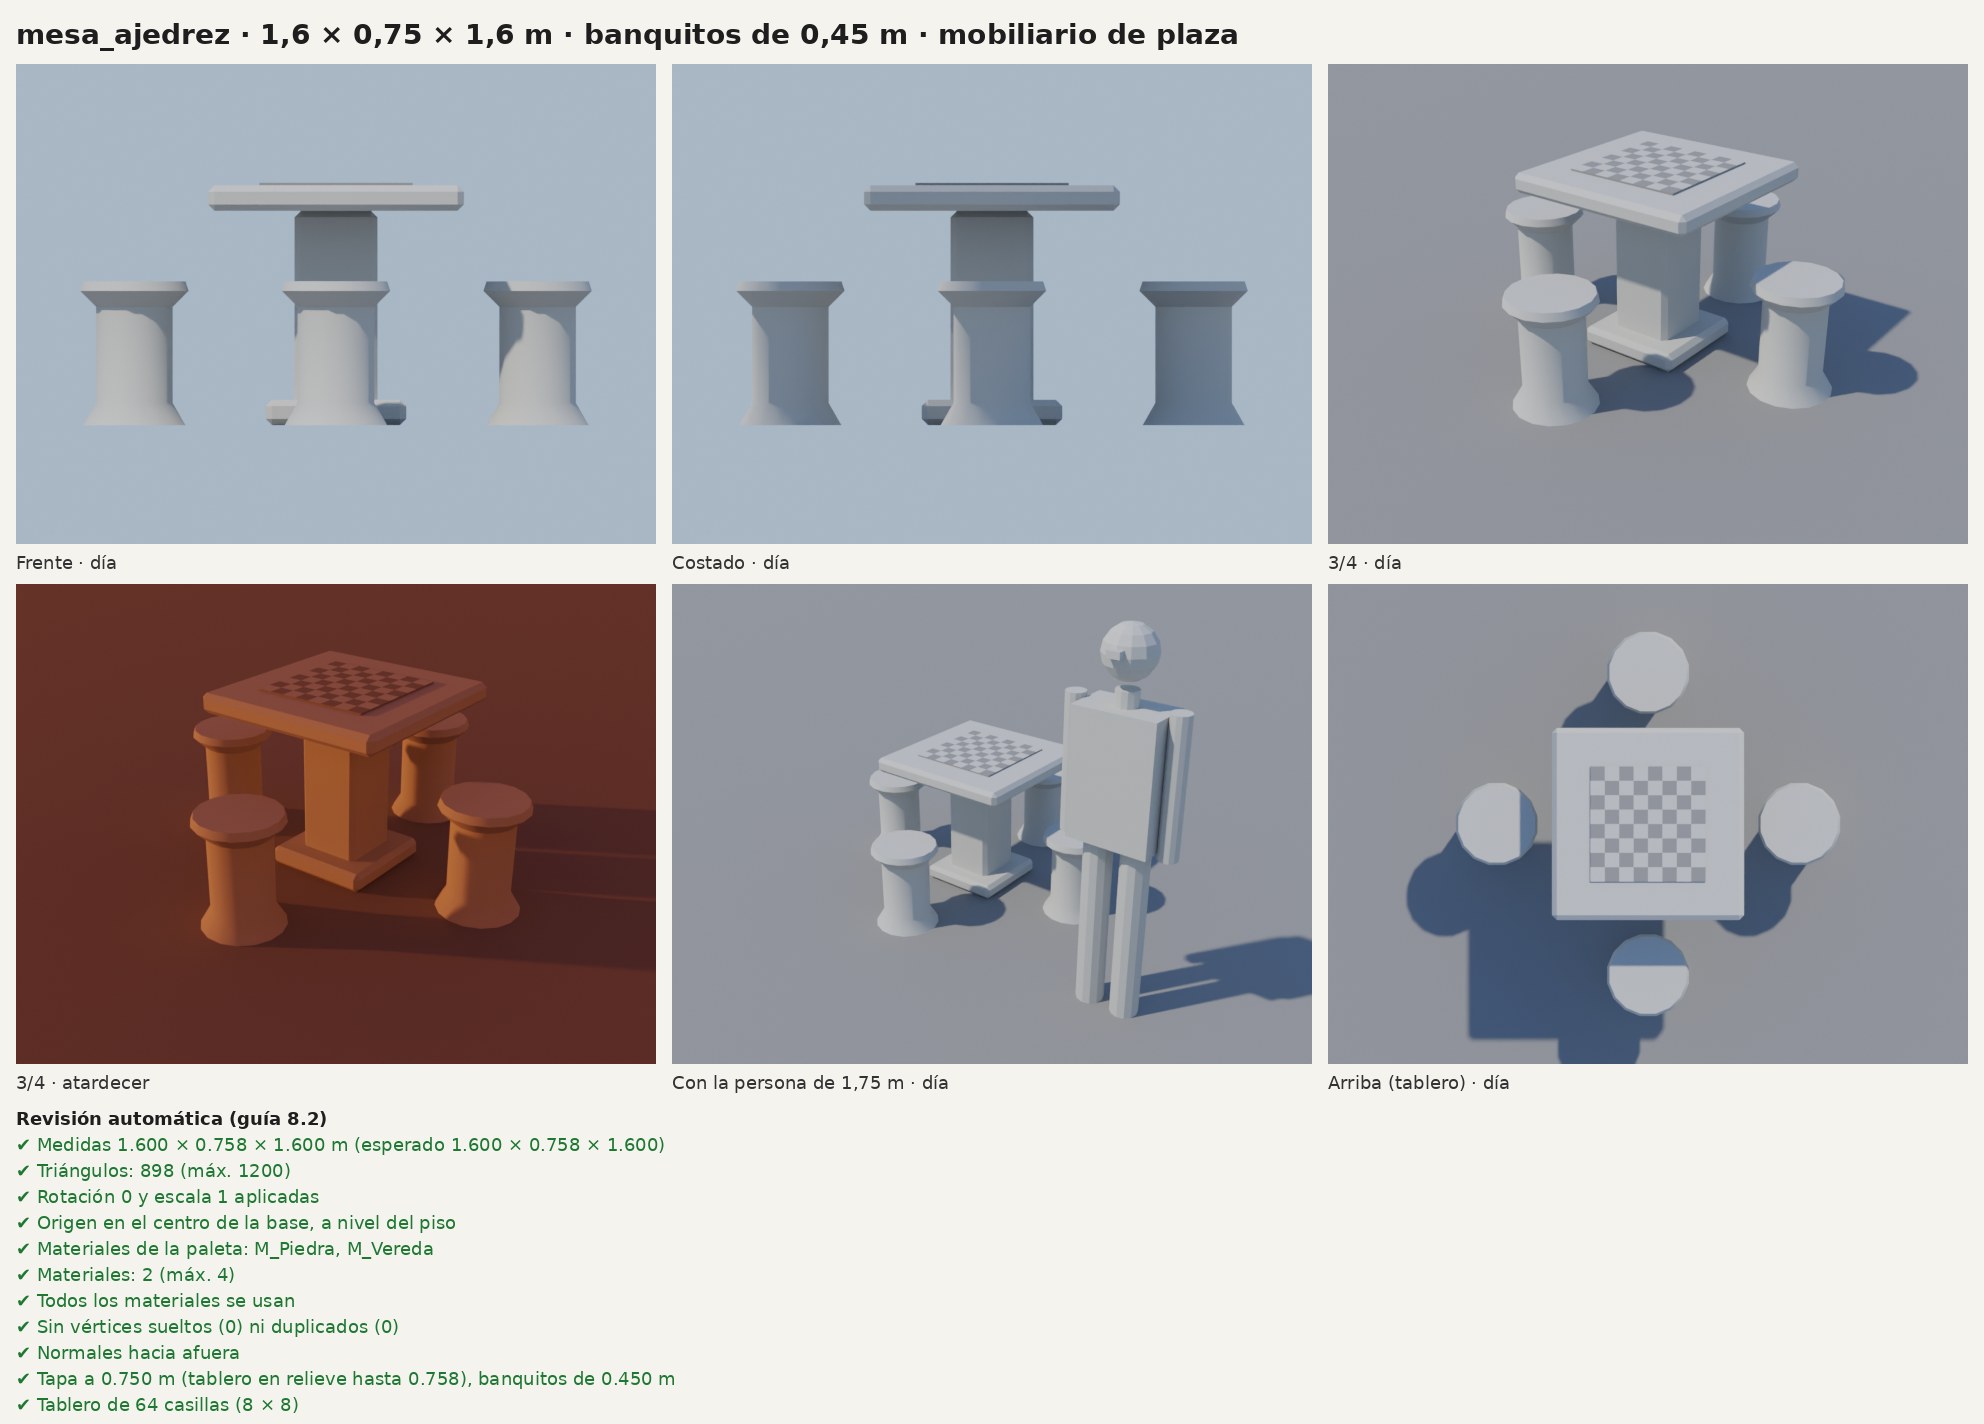 mesa_ajedrez · 1,6 × 0,75 × 1,6 m · banquitos de 0,45 m · mobiliario de plaza
Frente · día
Costado · día
3/4 · día
3/4 · atardecer
Con la persona de 1,75 m · día
Arriba (tablero) · día
Revisión automática (guía 8.2)
✔ Medidas 1.600 × 0.758 × 1.600 m (esperado 1.600 × 0.758 × 1.600)
✔ Triángulos: 898 (máx. 1200)
✔ Rotación 0 y escala 1 aplicadas
✔ Origen en el centro de la base, a nivel del piso
✔ Materiales de la paleta: M_Piedra, M_Vereda
✔ Materiales: 2 (máx. 4)
✔ Todos los materiales se usan
✔ Sin vértices sueltos (0) ni duplicados (0)
✔ Normales hacia afuera
✔ Tapa a 0.750 m (tablero en relieve hasta 0.758), banquitos de 0.450 m
✔ Tablero de 64 casillas (8 × 8)